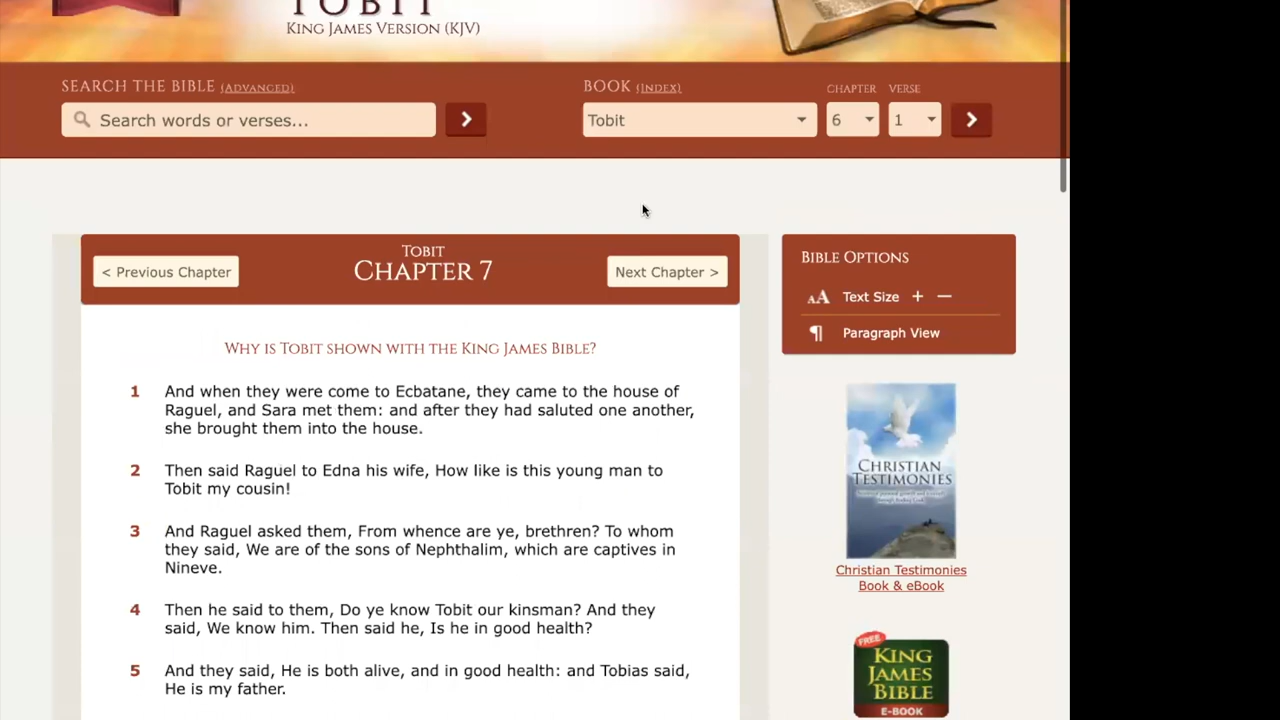 TOBIT
KING JAMES VERSION (KJV)
SEARCH THE BIBLE (ADVANCED)
BOOK (INDEX)
CHAPTER
VERSE
Search words or verses...
Tobit
6
1
TOBIT
CHAPTER 7
< Previous Chapter
Next Chapter >
WHY IS TOBIT SHOWN WITH THE KING JAMES BIBLE?
1 And when they were come to Ecbatane, they came to the house of
Raguel, and Sara met them: and after they had saluted one another,
she brought them into the house.
2 Then said Raguel to Edna his wife, How like is this young man to
Tobit my cousin!
3 And Raguel asked them, From whence are ye, brethren? To whom
they said, We are of the sons of Nephthalim, which are captives in
Nineve.
4 Then he said to them, Do ye know Tobit our kinsman? And they
said, We know him. Then said he, Is he in good health?
5 And they said, He is both alive, and in good health: and Tobias said,
He is my father.
BIBLE OPTIONS
AA Text Size + −
¶ Paragraph View
CHRISTIAN
TESTIMONIES
Christian Testimonies
Book & eBook
FREE
KING
JAMES
BIBLE
E-BOOK